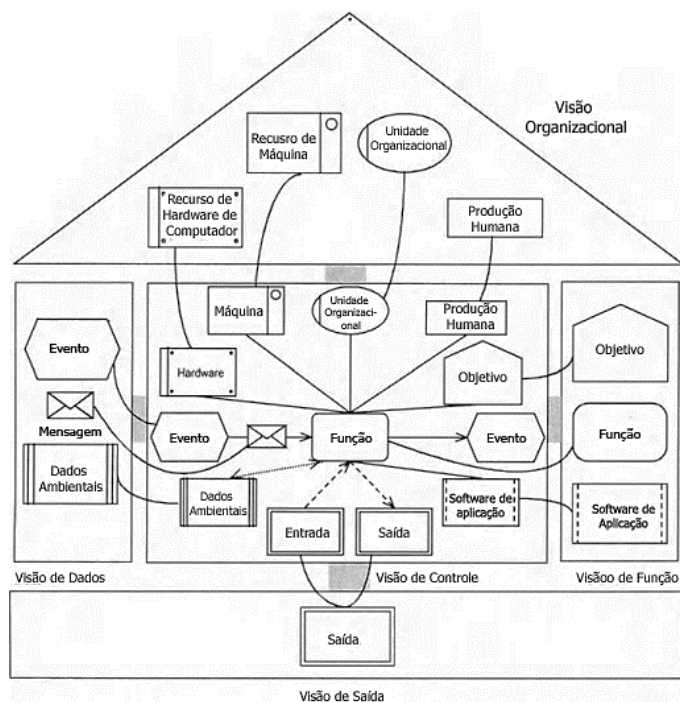 Visão
Organizacional
Recusro de
Máquina
Unidade
Organizacional
Recurso de
Hardware de
Computador
Produção
Humana
Evento
Mensagem
Dados
Ambientais
Visão de Dados
Máquina
Unidade
Organizaci-
onal
Produção
Humana
Hardware
Objetivo
Evento
Função
Evento
Dados
Ambientais
Entrada
Saída
Software de
aplicação
Visão de Controle
Objetivo
Função
Software de
Aplicação
Visãoo de Função
Saída.
Visão de Saída